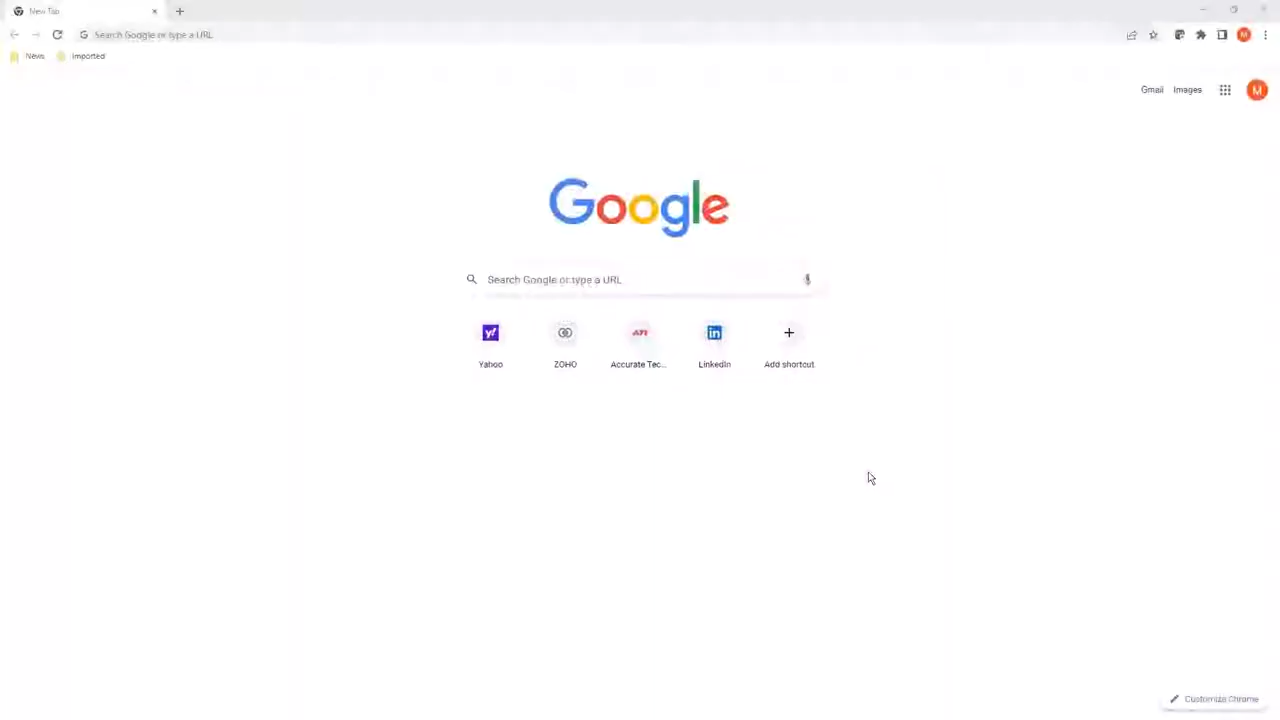 New Tab
Search Google or type a URL
News
Imported
M
Gmail
Images
M
Google
Search Google or type a URL
Yahoo
ZOHO
Accurate Tec...
LinkedIn
Add shortcut
Customize Chrome